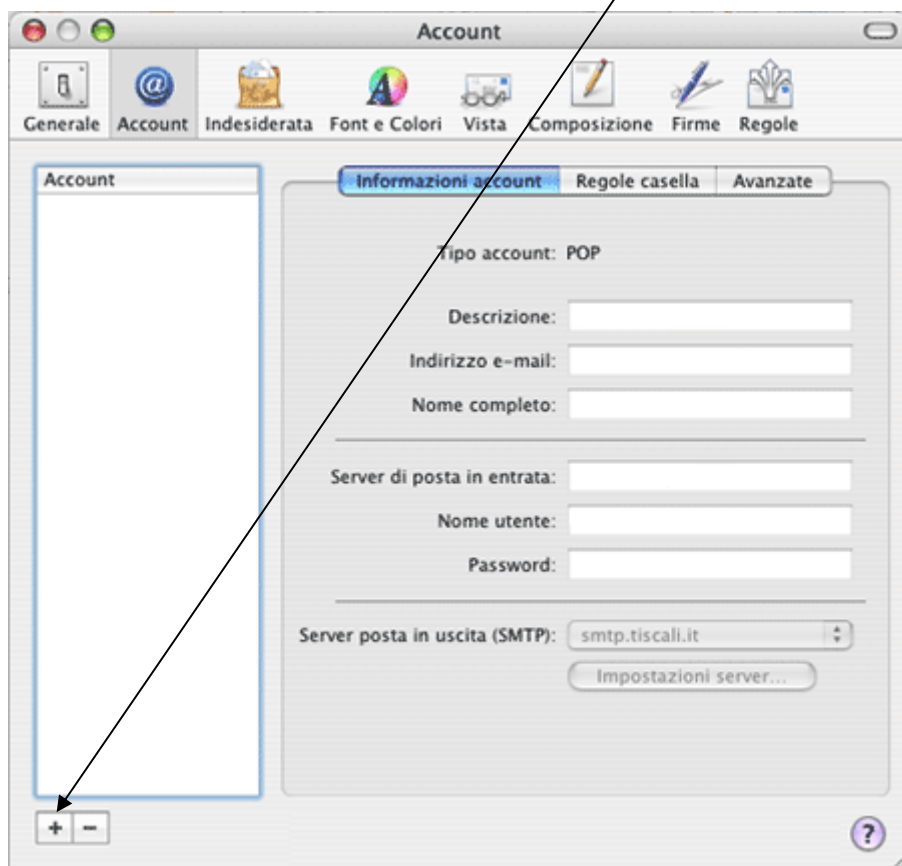 Account
Generale Account Indesiderata Font e Colori Vista Composizione Firme Regole
Account
Informazioni account Regole casella Avanzate
Tipo account: POP
Descrizione:
Indirizzo e-mail:
Nome completo:
Server di posta in entrata:
Nome utente:
Password:
Server posta in uscita (SMTP): smtp.tiscali.it
Impostazioni server...
+ − ?